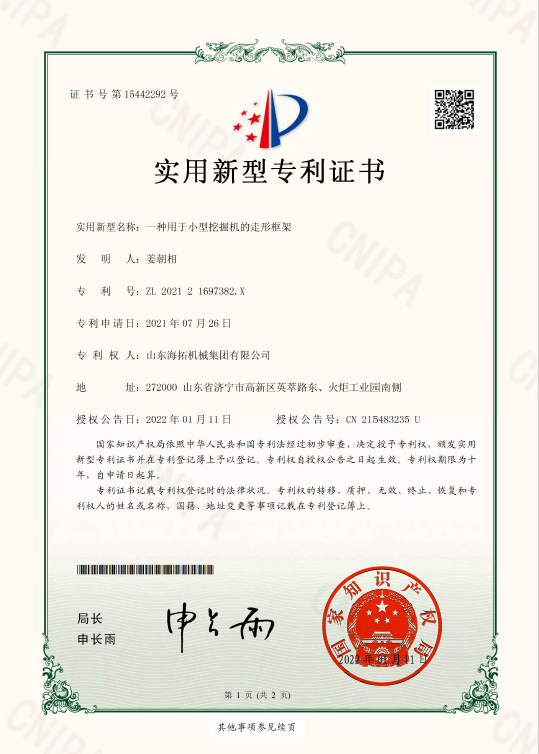 证书号第15442292号
实用新型专利证书
实用新型名称：一种用于小型挖掘机的走形框架
发明人：姜朝相
专利号：ZL 2021 2 1697382.X
专利申请日：2021年07月26日
专利权人：山东海拓机械集团有限公司
地址：272000 山东省济宁市高新区英萃路东、火炬工业园南侧
授权公告日：2022年01月11日 授权公告号：CN 215483235 U
国家知识产权局依照中华人民共和国专利法经过初步审查，决定授予专利权，颁发实用
新型专利证书并在专利登记簿上予以登记。专利权自授权公告之日起生效。专利权期限为十
年，自申请日起算。
专利证书记载专利权登记时的法律状况。专利权的转移、质押、无效、终止、恢复和专
利权人的姓名或名称、国籍、地址变更等事项记载在专利登记簿上。
局长
申长雨
申长雨
国家知识产权局
2022年01月11日
第 1 页 (共 2 页)
其他事项参见续页
CNIPA